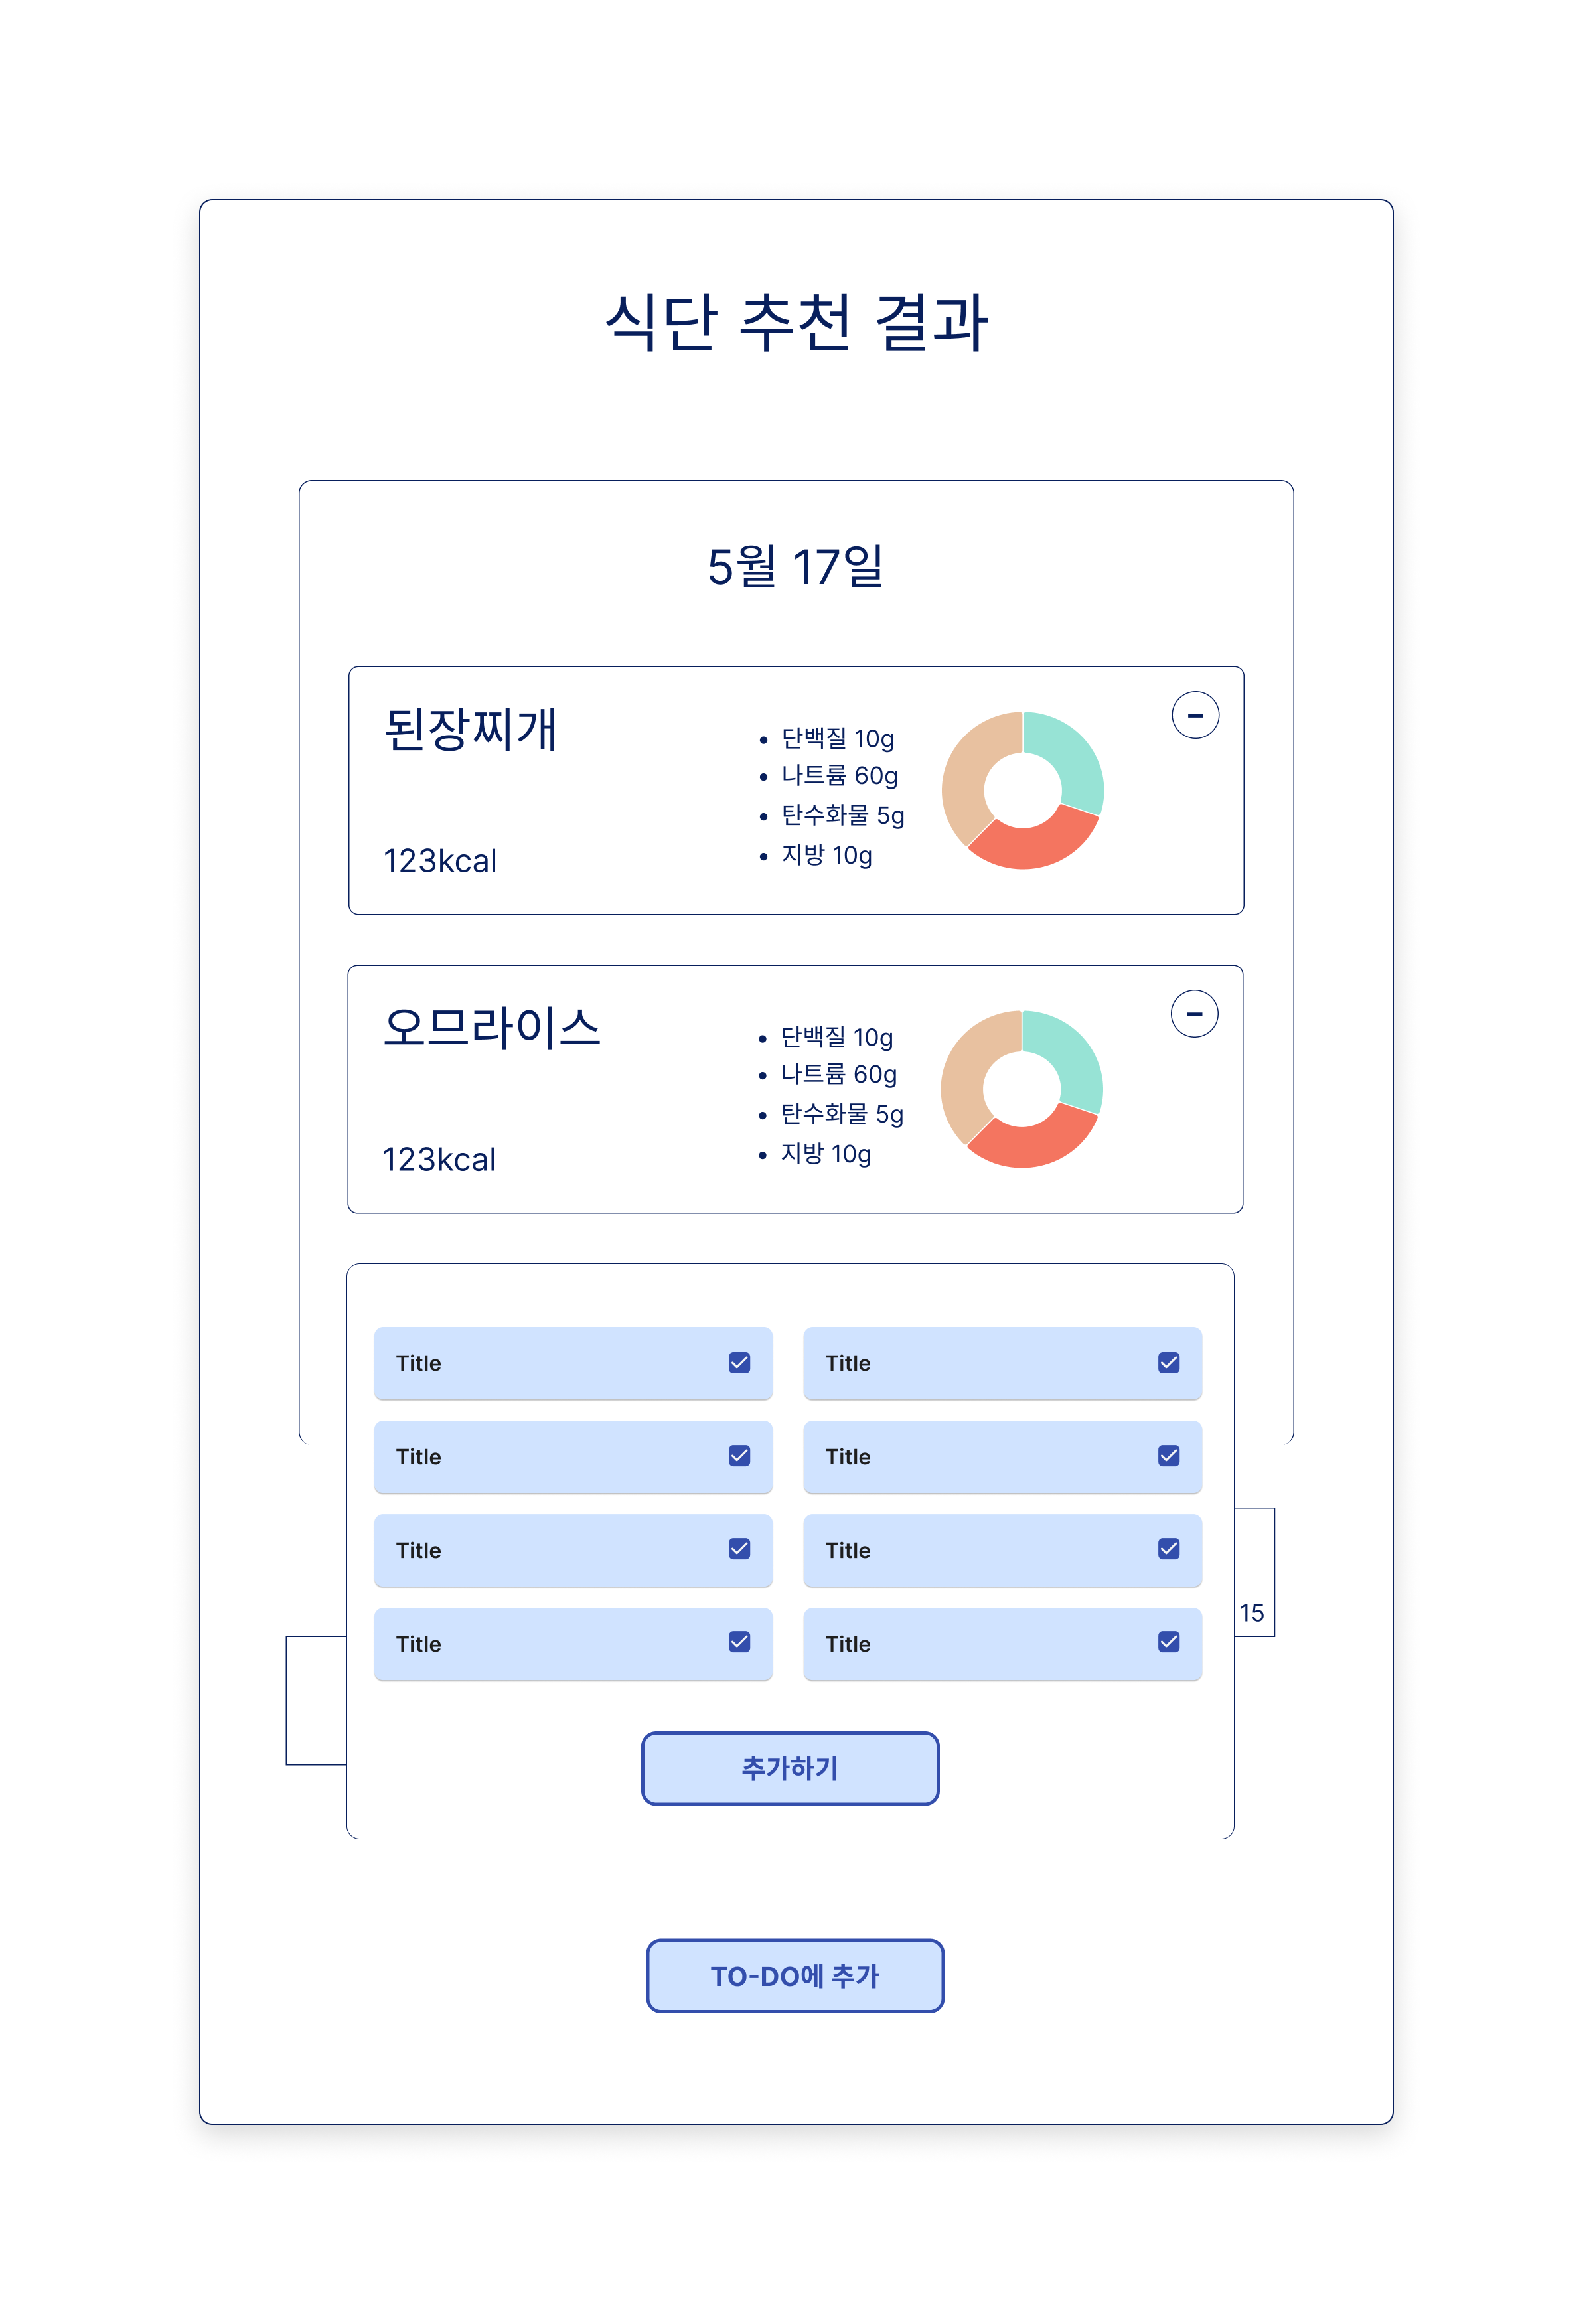 식단 추천 결과
5월 17일
된장찌개
123kcal
단백질 10g
나트륨 60g
탄수화물 5g
지방 10g
오므라이스
123kcal
단백질 10g
나트륨 60g
탄수화물 5g
지방 10g
Title
Title
Title
Title
Title
Title
Title
Title
15
추가하기
TO-DO에 추가